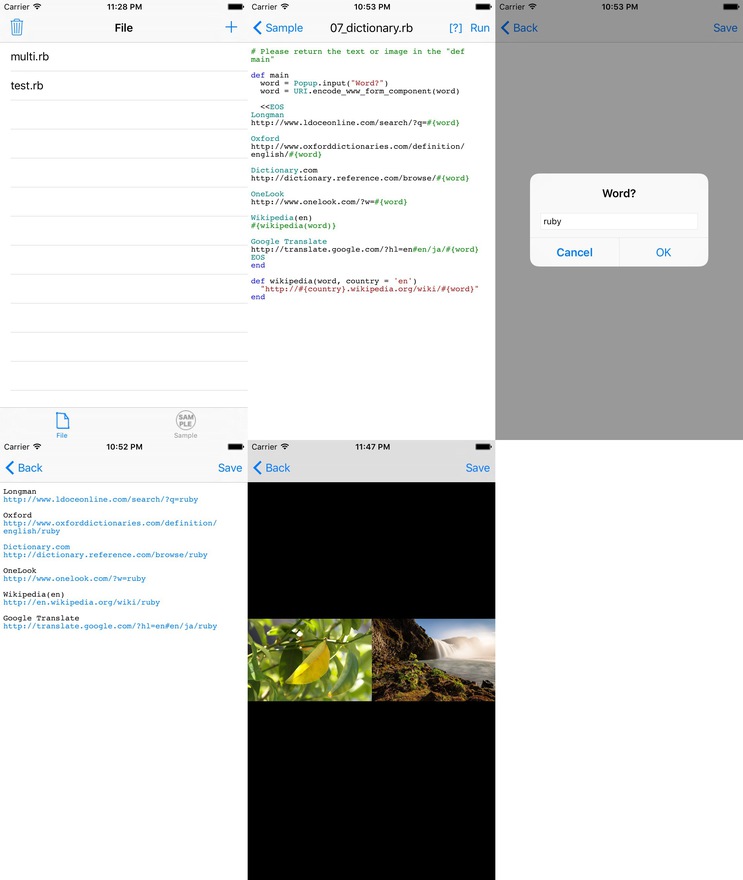 Carrier 11:28 PM
File
multi.rb
test.rb
File
SAM
PLE
Sample
Carrier 10:53 PM
Sample 07_dictionary.rb [?] Run
# Please return the text or image in the "def
main"
def main
  word = Popup.input("Word?")
  word = URI.encode_www_form_component(word)
  <<EOS
Longman
http://www.ldoceonline.com/search/?q=#{word}
Oxford
http://www.oxforddictionaries.com/definition/
english/#{word}
Dictionary.com
http://dictionary.reference.com/browse/#{word}
OneLook
http://www.onelook.com/?w=#{word}
Wikipedia(en)
#{wikipedia(word)}
Google Translate
http://translate.google.com/?hl=en#en/ja/#{word}
EOS
end
def wikipedia(word, country = 'en')
  "http://#{country}.wikipedia.org/wiki/#{word}"
end
Carrier 10:53 PM
Back Save
Word?
ruby
Cancel OK
Carrier 10:52 PM
Back Save
Longman
http://www.ldoceonline.com/search/?q=ruby
Oxford
http://www.oxforddictionaries.com/definition/
english/ruby
Dictionary.com
http://dictionary.reference.com/browse/ruby
OneLook
http://www.onelook.com/?w=ruby
Wikipedia(en)
http://en.wikipedia.org/wiki/ruby
Google Translate
http://translate.google.com/?hl=en#en/ja/ruby
Carrier 11:47 PM
Back Save